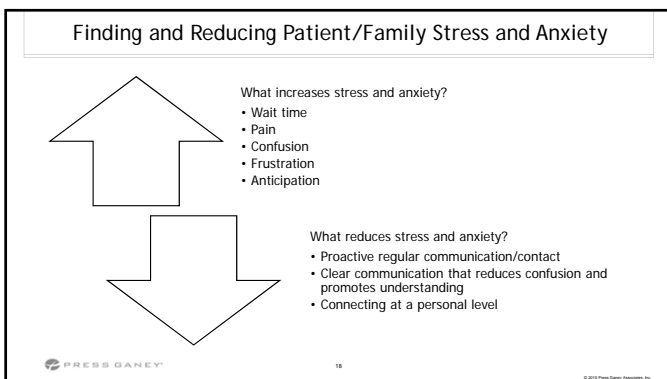 Finding and Reducing Patient/Family Stress and Anxiety
What increases stress and anxiety?
• Wait time
• Pain
• Confusion
• Frustration
• Anticipation
What reduces stress and anxiety?
• Proactive regular communication/contact
• Clear communication that reduces confusion and
promotes understanding
• Connecting at a personal level
PRESS GANEY
18
© 2016 Press Ganey Associates, Inc.